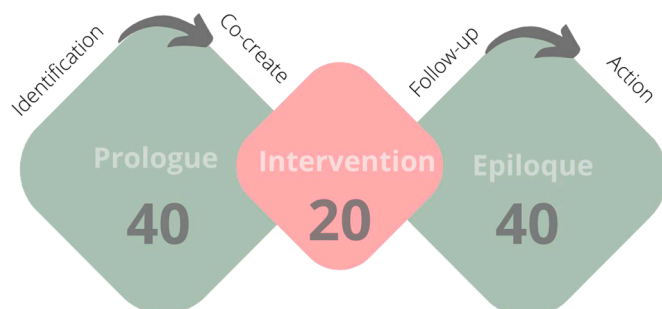 Identification
Co-create
Prologue
40
Intervention
20
Follow-up
Action
Epiloque
40